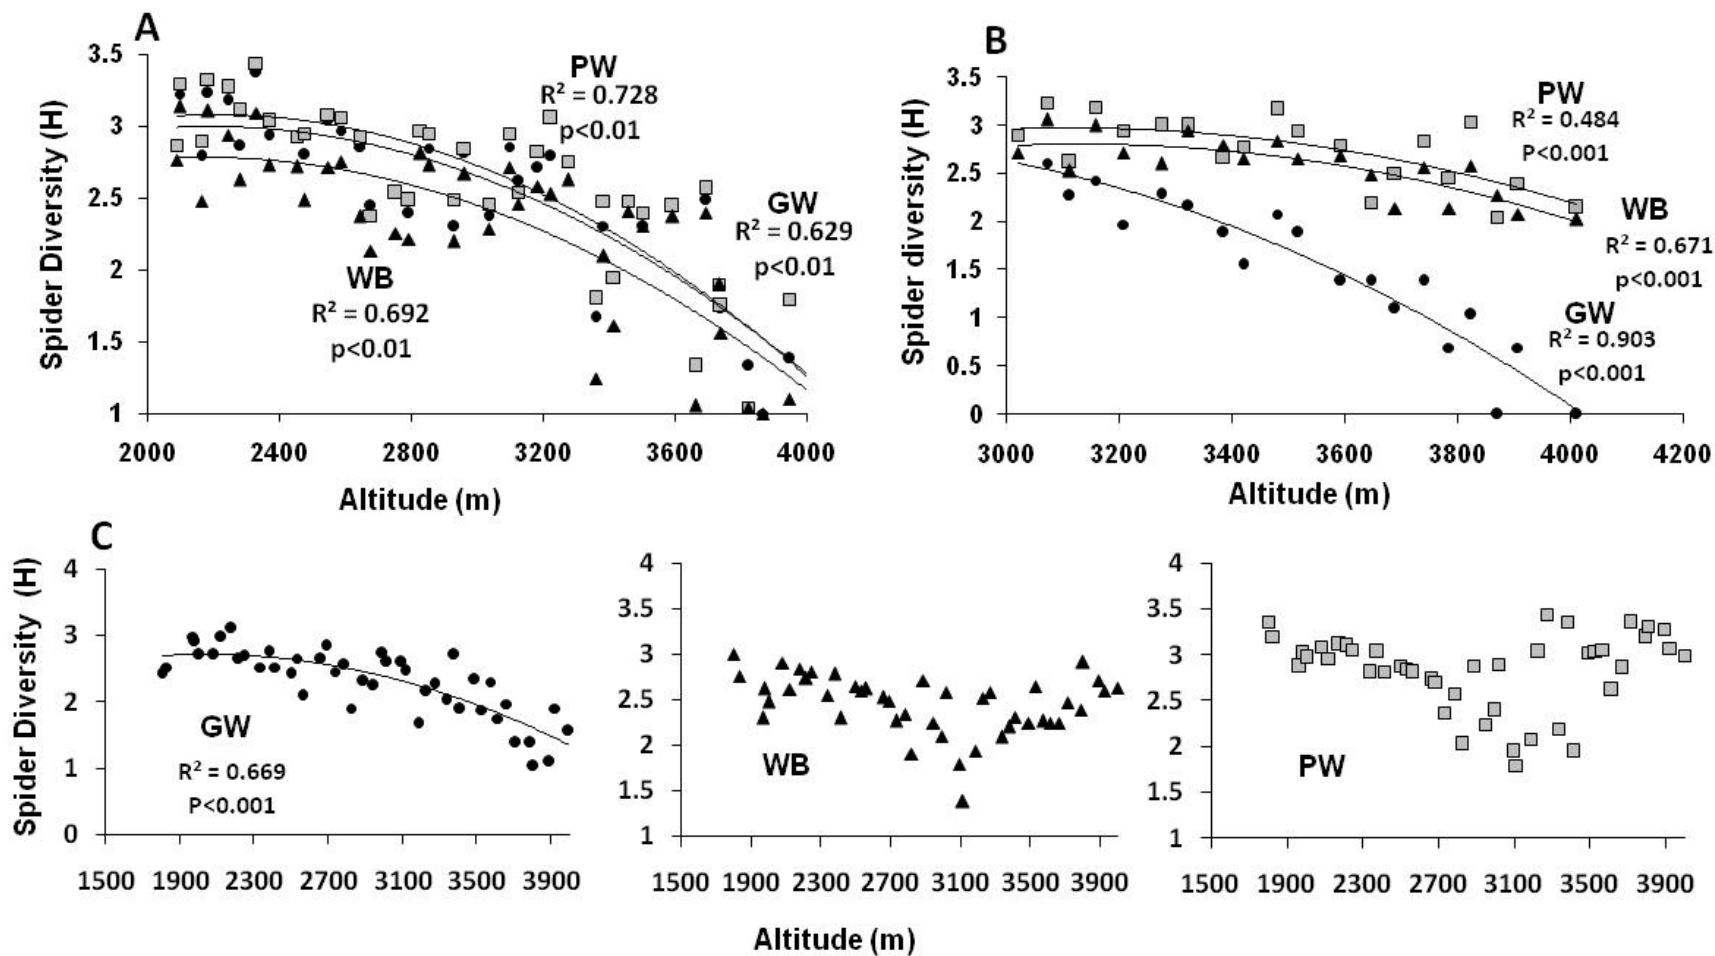 A
Spider Diversity (H)
3.5
3
2.5
2
1.5
1
2000 2400 2800 3200 3600 4000
Altitude (m)
PW
R² = 0.728
p<0.01
GW
R² = 0.629
p<0.01
WB
R² = 0.692
p<0.01
B
Spider diversity (H)
3.5
3
2.5
2
1.5
1
0.5
0
3000 3200 3400 3600 3800 4000 4200
Altitude (m)
PW
R² = 0.484
P<0.001
WB
R² = 0.671
p<0.001
GW
R² = 0.903
p<0.001
C
Spider Diversity (H)
4
3
2
1
0
GW
R² = 0.669
P<0.001
1500 1900 2300 2700 3100 3500 3900
4
3.5
3
2.5
2
1.5
1
WB
1500 1900 2300 2700 3100 3500 3900
4
3.5
3
2.5
2
1.5
1
PW
1500 1900 2300 2700 3100 3500 3900
Altitude (m)